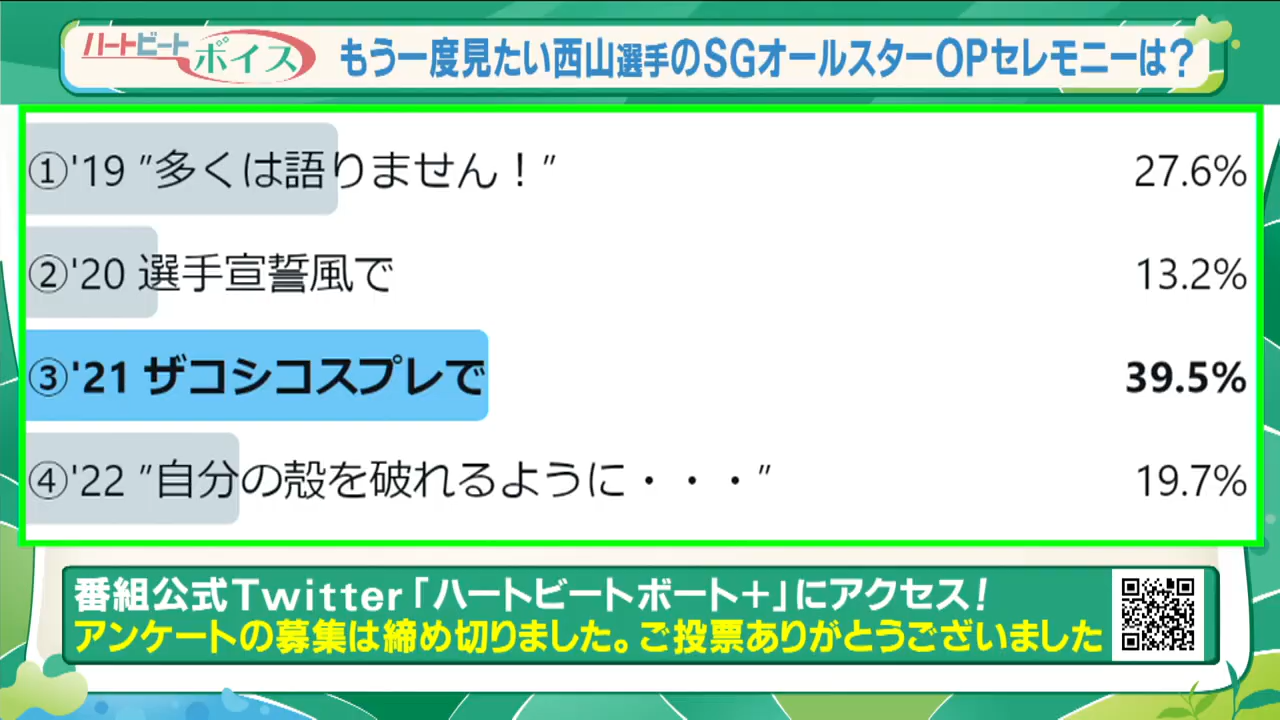 ハートビートボイス もう一度見たい西山選手のSGオールスターOPセレモニーは?
①'19 ″多くは語りません！″ 27.6%
②'20 選手宣誓風で 13.2%
③'21 ザコシコスプレで 39.5%
④'22 ″自分の殻を破れるように・・・″ 19.7%
番組公式Twitter「ハートビートボート＋」にアクセス!
アンケートの募集は締め切りました。ご投票ありがとうございました